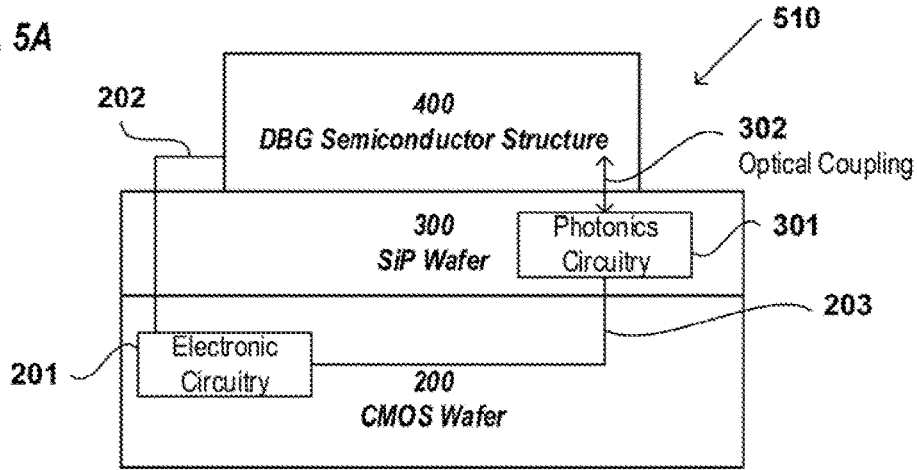 5A
510
202
400
DBG Semiconductor Structure
302
Optical Coupling
300
SiP Wafer
Photonics
Circuitry
301
203
201
Electronic
Circuitry
200
CMOS Wafer